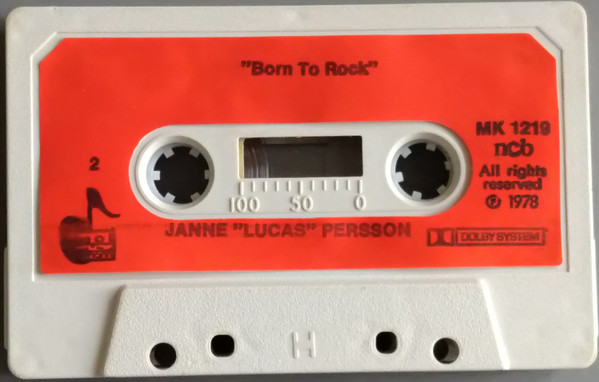 "Born To Rock"
MK 1219
ncb
2
All rights
reserved
℗ 1978
100 50 0
JANNE "LUCAS" PERSSON
DOLBY SYSTEM
H